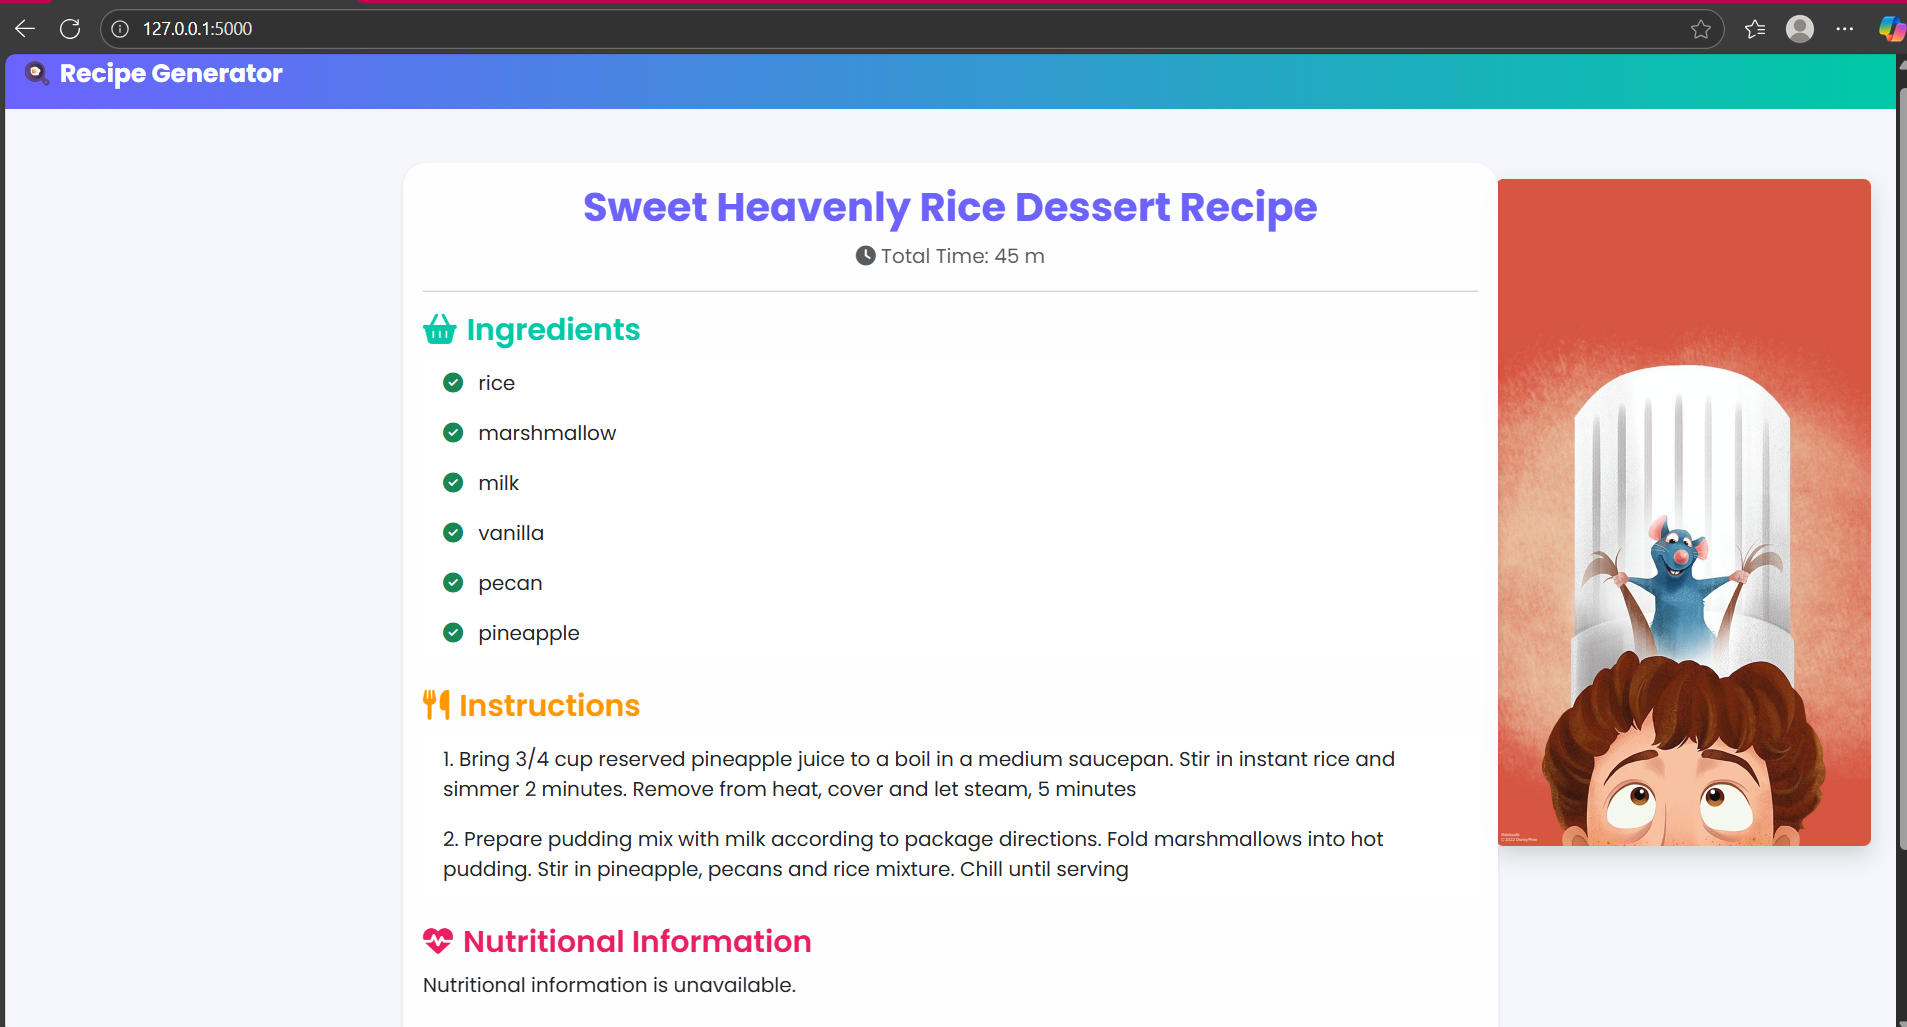 127.0.0.1:5000
Recipe Generator
Sweet Heavenly Rice Dessert Recipe
Total Time: 45 m
Ingredients
rice
marshmallow
milk
vanilla
pecan
pineapple
Instructions
1. Bring 3/4 cup reserved pineapple juice to a boil in a medium saucepan. Stir in instant rice and
simmer 2 minutes. Remove from heat, cover and let steam, 5 minutes
2. Prepare pudding mix with milk according to package directions. Fold marshmallows into hot
pudding. Stir in pineapple, pecans and rice mixture. Chill until serving
Nutritional Information
Nutritional information is unavailable.